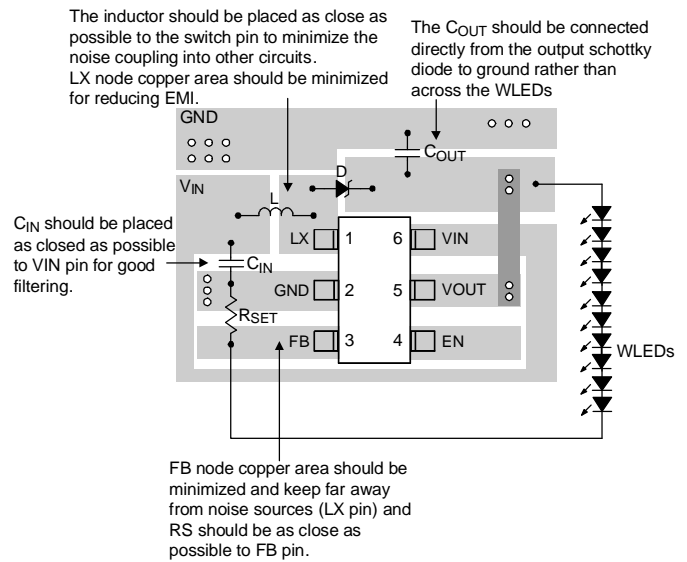 The inductor should be placed as close as
possible to the switch pin to minimize the
noise coupling into other circuits.
LX node copper area should be minimized
for reducing EMI.
The COUT should be connected
directly from the output schottky
diode to ground rather than
across the WLEDs
GND
COUT
D
VIN
L
CIN should be placed
as closed as possible
to VIN pin for good
filtering.
CIN
LX 1 6 VIN
GND 2 5 VOUT
RSET
FB 3 4 EN
WLEDs
FB node copper area should be
minimized and keep far away
from noise sources (LX pin) and
RS should be as close as
possible to FB pin.